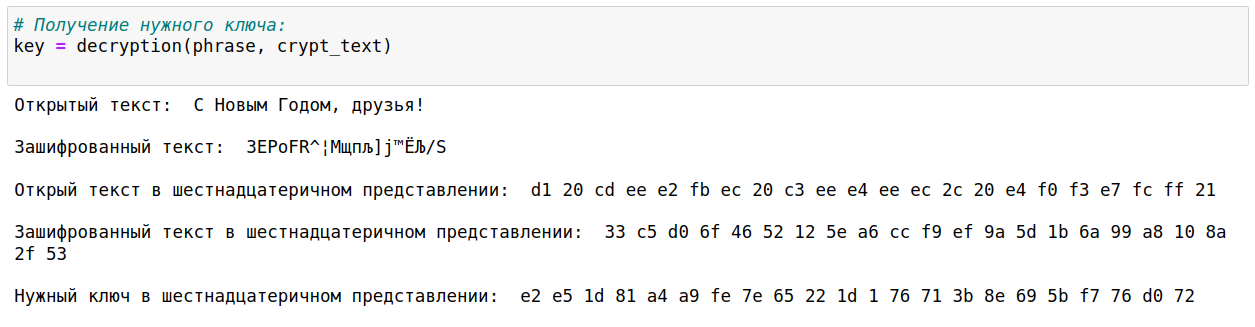 # Получение нужного ключа:
key = decryption(phrase, crypt_text)
Открытый текст:  С Новым Годом, друзья!
Зашифрованный текст:  3ЕРоFR^¦Мщпљ]j™ЁЉ/S
Открый текст в шестнадцатеричном представлении:  d1 20 cd ee e2 fb ec 20 c3 ee e4 ee ec 2c 20 e4 f0 f3 e7 fc ff 21
Зашифрованный текст в шестнадцатеричном представлении:  33 c5 d0 6f 46 52 12 5e a6 cc f9 ef 9a 5d 1b 6a 99 a8 10 8a
2f 53
Нужный ключ в шестнадцатеричном представлении:  e2 e5 1d 81 a4 a9 fe 7e 65 22 1d 1 76 71 3b 8e 69 5b f7 76 d0 72